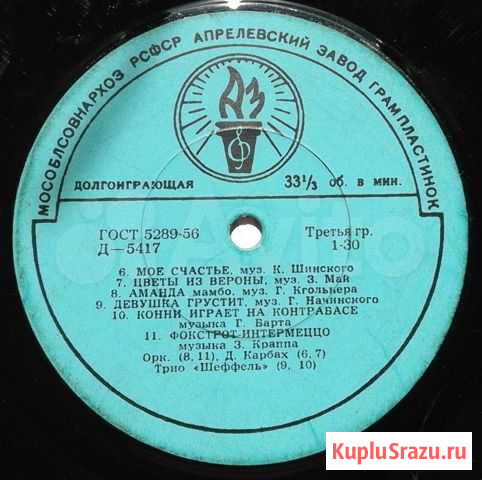 МОСОБЛСОВНАРХОЗ РСФСР АПРЕЛЕВСКИЙ ЗАВОД ГРАМПЛАСТИНОК
АЗ
ДОЛГОИГРАЮЩАЯ 33⅓ об. в мин.
ГОСТ 5289-56 Третья гр.
Д—5417 1-30
6. МОЕ СЧАСТЬЕ, муз. К. Шинского
7. ЦВЕТЫ ИЗ ВЕРОНЫ, муз. З. Май
8. АМАНДА мамбо, муз. Г. Кголькера
9. ДЕВУШКА ГРУСТИТ, муз. Г. Начинского
10. КОННИ ИГРАЕТ НА КОНТРАБАСЕ
музыка Г. Барта
11. ФОКСТРОТ-ИНТЕРМЕЦЦО
музыка З. Краппа
Орк. (8, 11), Д. Карбах (6, 7)
Трио «Шеффель» (9, 10)
Avito
KupluSrazu.ru